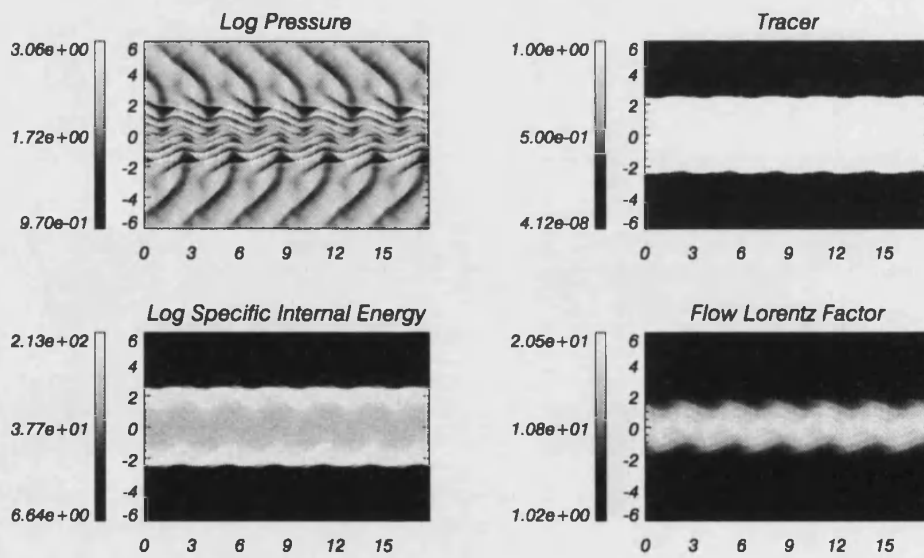 Log Pressure
3.06e+00
1.72e+00
9.70e-01
6
4
2
0
-2
-4
-6
0 3 6 9 12 15
Tracer
1.00e+00
5.00e-01
4.12e-08
6
4
2
0
-2
-4
-6
0 3 6 9 12 15
Log Specific Internal Energy
2.13e+02
3.77e+01
6.64e+00
6
4
2
0
-2
-4
-6
0 3 6 9 12 15
Flow Lorentz Factor
2.05e+01
1.08e+01
1.02e+00
6
4
2
0
-2
-4
-6
0 3 6 9 12 15